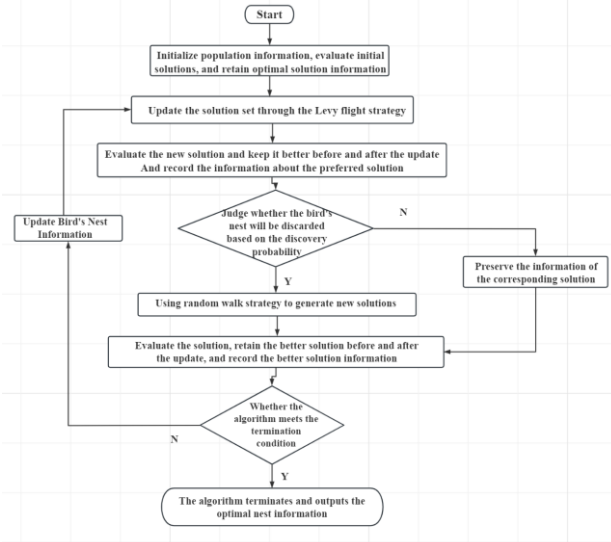 Start
Initialize population information, evaluate initial
solutions, and retain optimal solution information
Update the solution set through the Levy flight strategy
Evaluate the new solution and keep it better before and after the update
And record the information about the preferred solution
Judge whether the bird's
nest will be discarded
based on the discovery
probability
N
Update Bird's Nest
Information
Preserve the information of
the corresponding solution
Y
Using random walk strategy to generate new solutions
Evaluate the solution, retain the better solution before and after
the update, and record the better solution information
Whether the
algorithm meets the
termination
condition
N
Y
The algorithm terminates and outputs the
optimal nest information